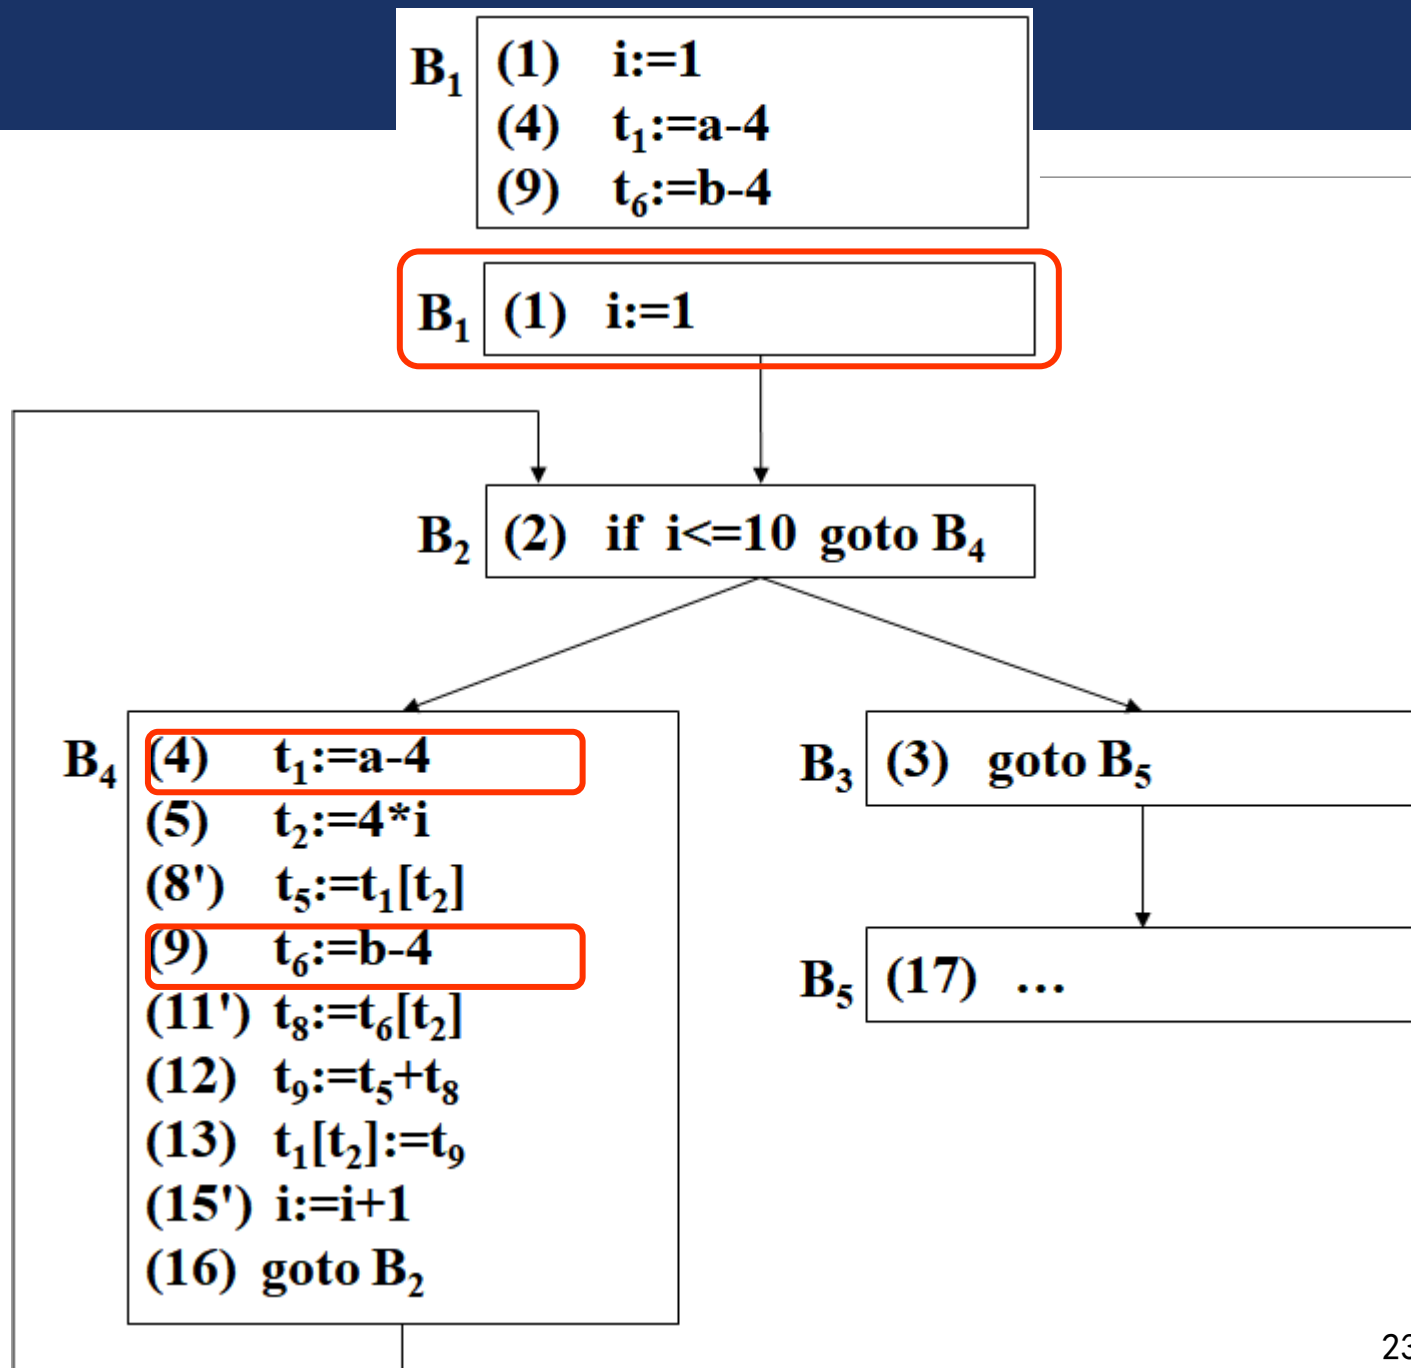 B₁ (1) i:=1
(4) t₁:=a-4
(9) t₆:=b-4
B₁ (1) i:=1
B₂ (2) if i<=10 goto B₄
B₄ (4) t₁:=a-4
(5) t₂:=4*i
(8') t₅:=t₁[t₂]
(9) t₆:=b-4
(11') t₈:=t₆[t₂]
(12) t₉:=t₅+t₈
(13) t₁[t₂]:=t₉
(15') i:=i+1
(16) goto B₂
B₃ (3) goto B₅
B₅ (17) …
23